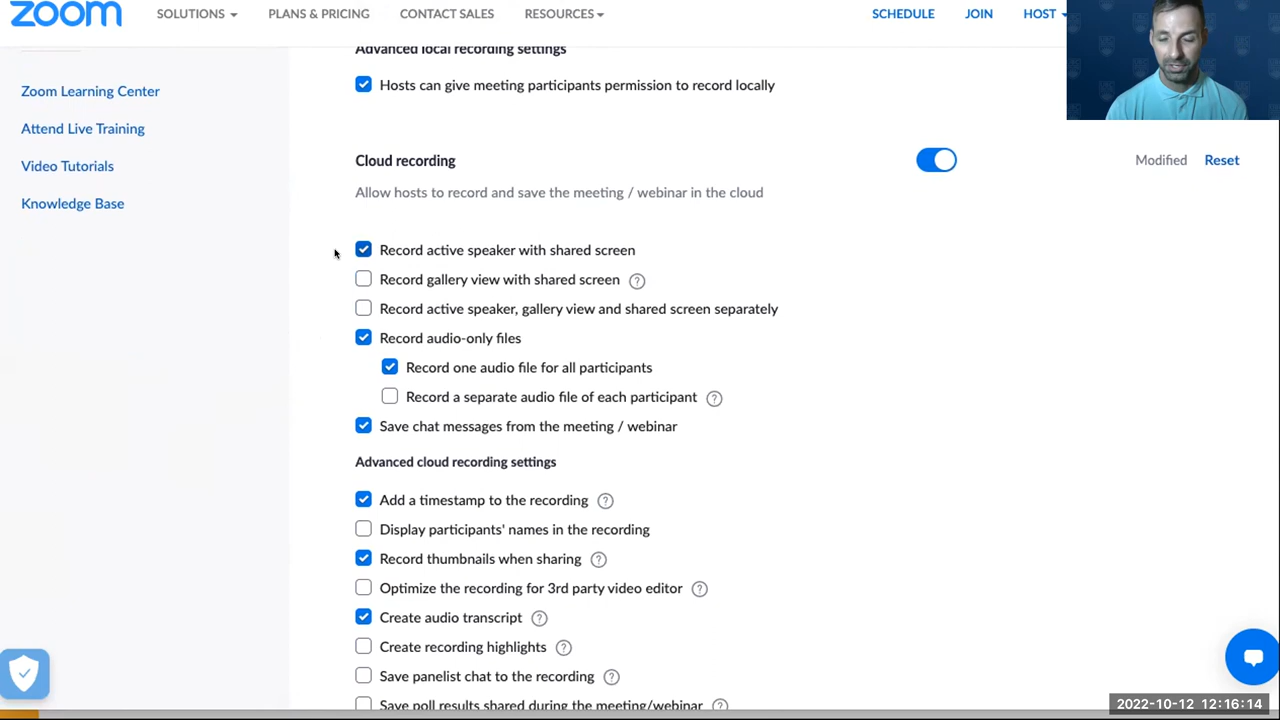 zoom
SOLUTIONS
PLANS & PRICING
CONTACT SALES
RESOURCES
SCHEDULE
JOIN
HOST
Advanced local recording settings
Zoom Learning Center
Hosts can give meeting participants permission to record locally
Attend Live Training
Video Tutorials
Cloud recording
Modified
Reset
Knowledge Base
Allow hosts to record and save the meeting / webinar in the cloud
Record active speaker with shared screen
Record gallery view with shared screen ?
Record active speaker, gallery view and shared screen separately
Record audio-only files
Record one audio file for all participants
Record a separate audio file of each participant ?
Save chat messages from the meeting / webinar
Advanced cloud recording settings
Add a timestamp to the recording ?
Display participants' names in the recording
Record thumbnails when sharing ?
Optimize the recording for 3rd party video editor ?
Create audio transcript ?
Create recording highlights ?
Save panelist chat to the recording ?
Save poll results shared during the meeting/webinar ?
2022-10-12 12:16:14